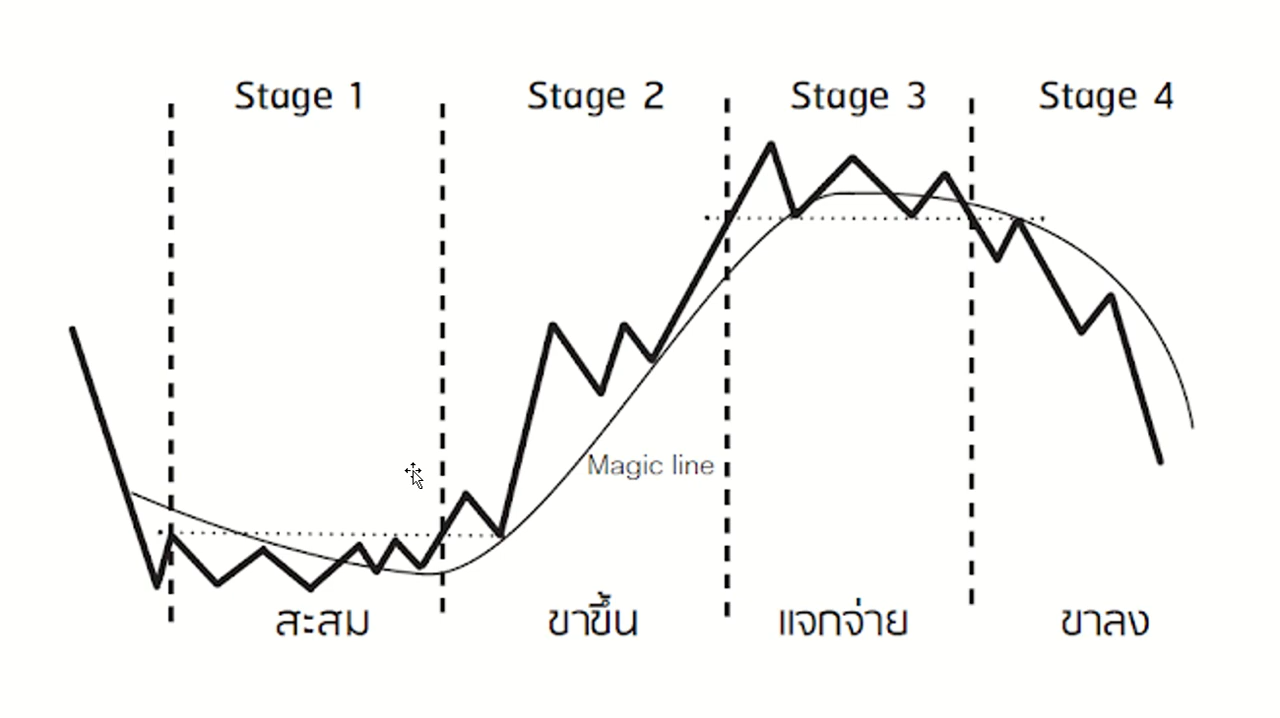 Stage 1
Stage 2
Stage 3
Stage 4
Magic line
สะสม
ขาขึ้น
แจกจ่าย
ขาลง